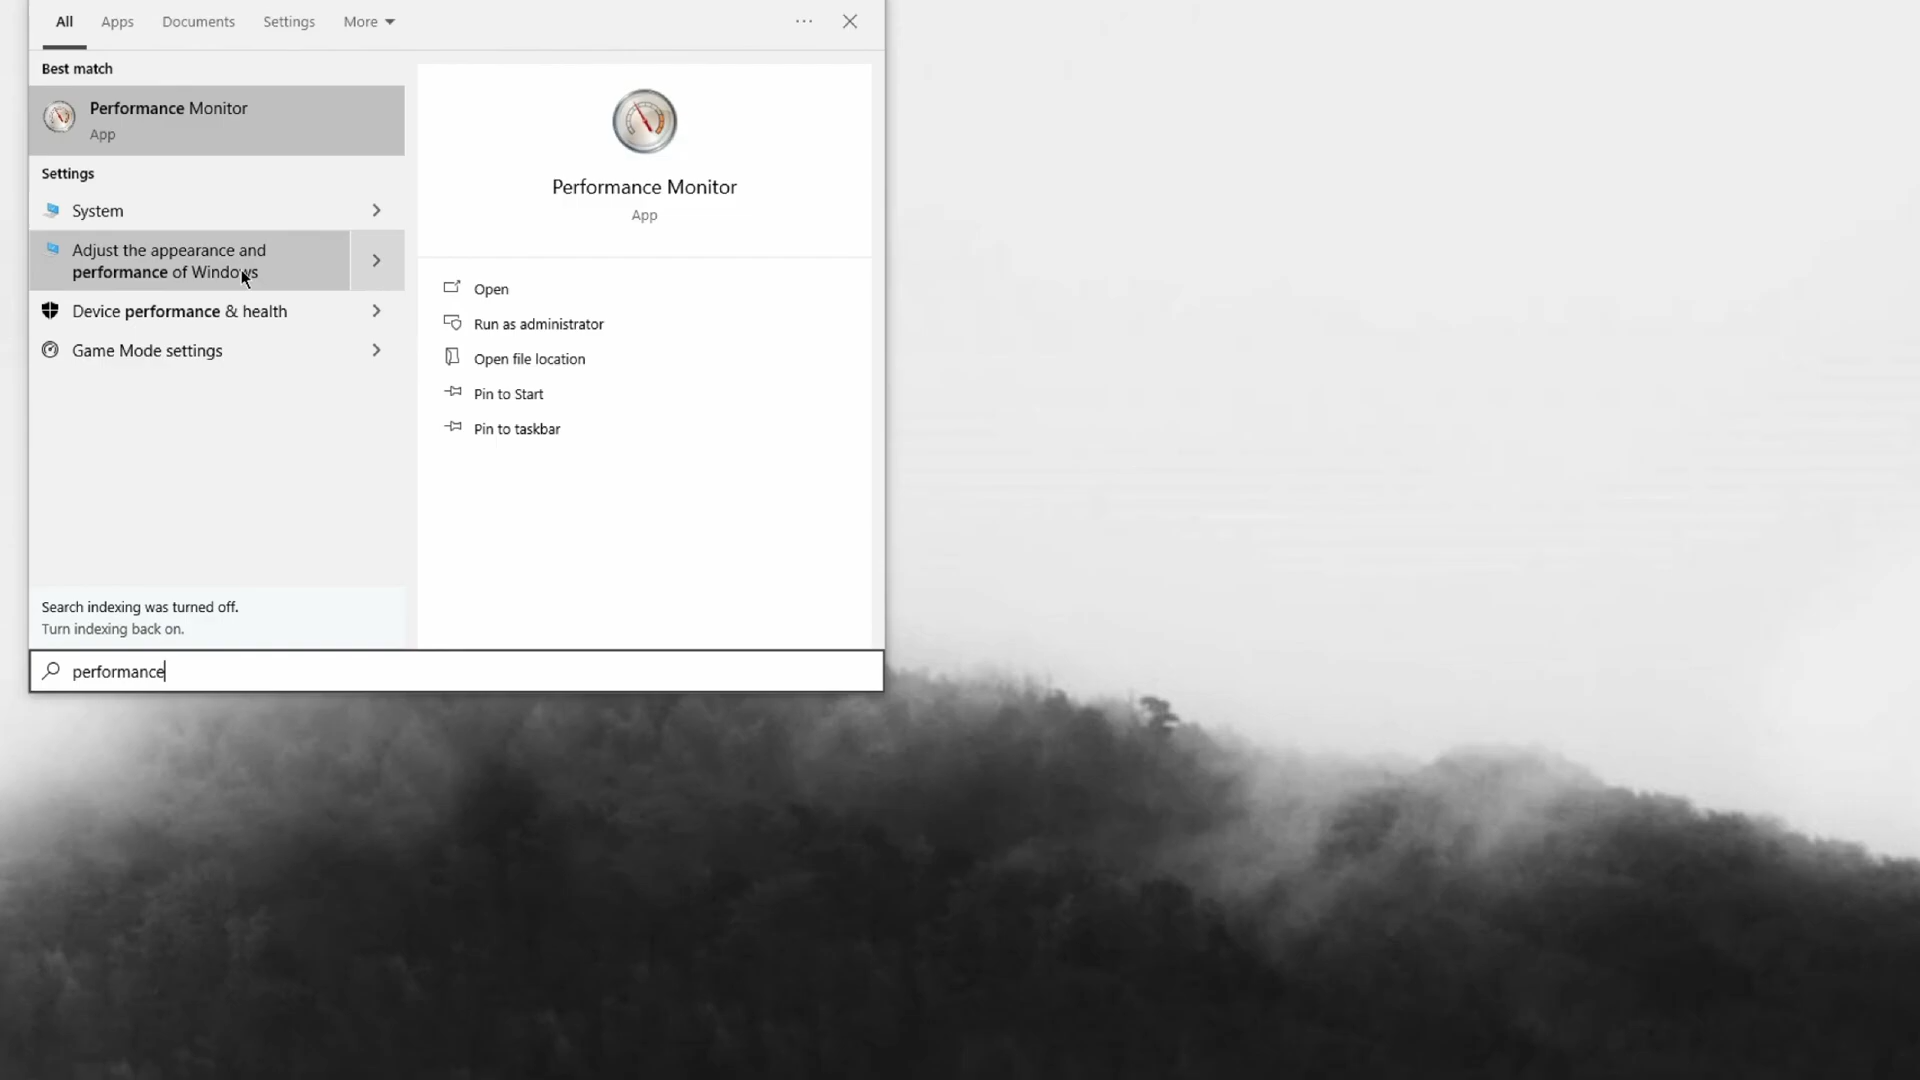 All Apps Documents Settings More
Best match
Performance Monitor
App
Settings
System
Adjust the appearance and
performance of Windows
Device performance & health
Game Mode settings
Search indexing was turned off.
Turn indexing back on.
Performance Monitor
App
Open
Run as administrator
Open file location
Pin to Start
Pin to taskbar
performance